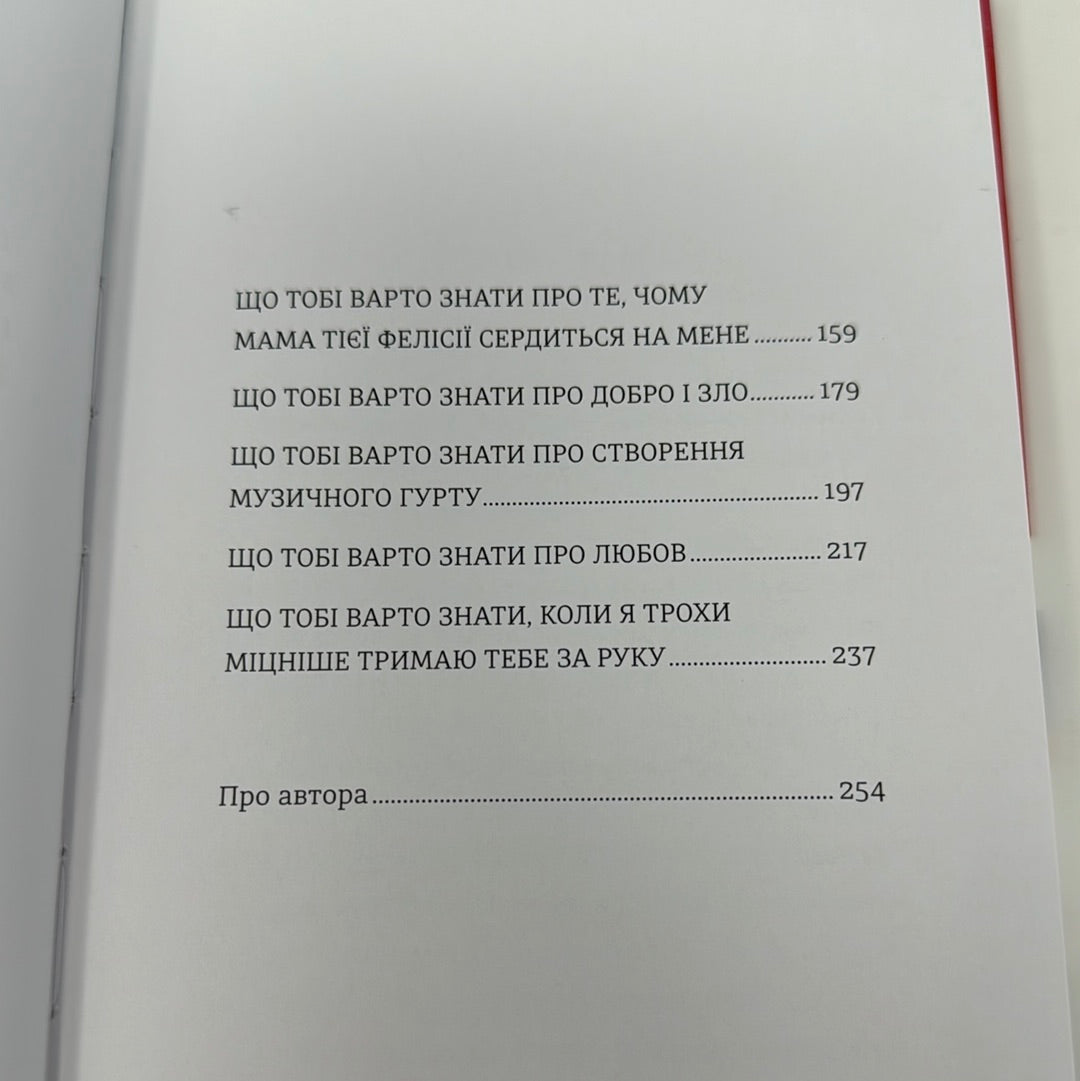 ЩО ТОБІ ВАРТО ЗНАТИ ПРО ТЕ, ЧОМУ
МАМА ТІЄЇ ФЕЛІСІЇ СЕРДИТЬСЯ НА МЕНЕ.......... 159
ЩО ТОБІ ВАРТО ЗНАТИ ПРО ДОБРО І ЗЛО........... 179
ЩО ТОБІ ВАРТО ЗНАТИ ПРО СТВОРЕННЯ
МУЗИЧНОГО ГУРТУ......................................................... 197
ЩО ТОБІ ВАРТО ЗНАТИ ПРО ЛЮБОВ...................... 217
ЩО ТОБІ ВАРТО ЗНАТИ, КОЛИ Я ТРОХИ
МІЦНІШЕ ТРИМАЮ ТЕБЕ ЗА РУКУ........................... 237
Про автора............................................................................... 254